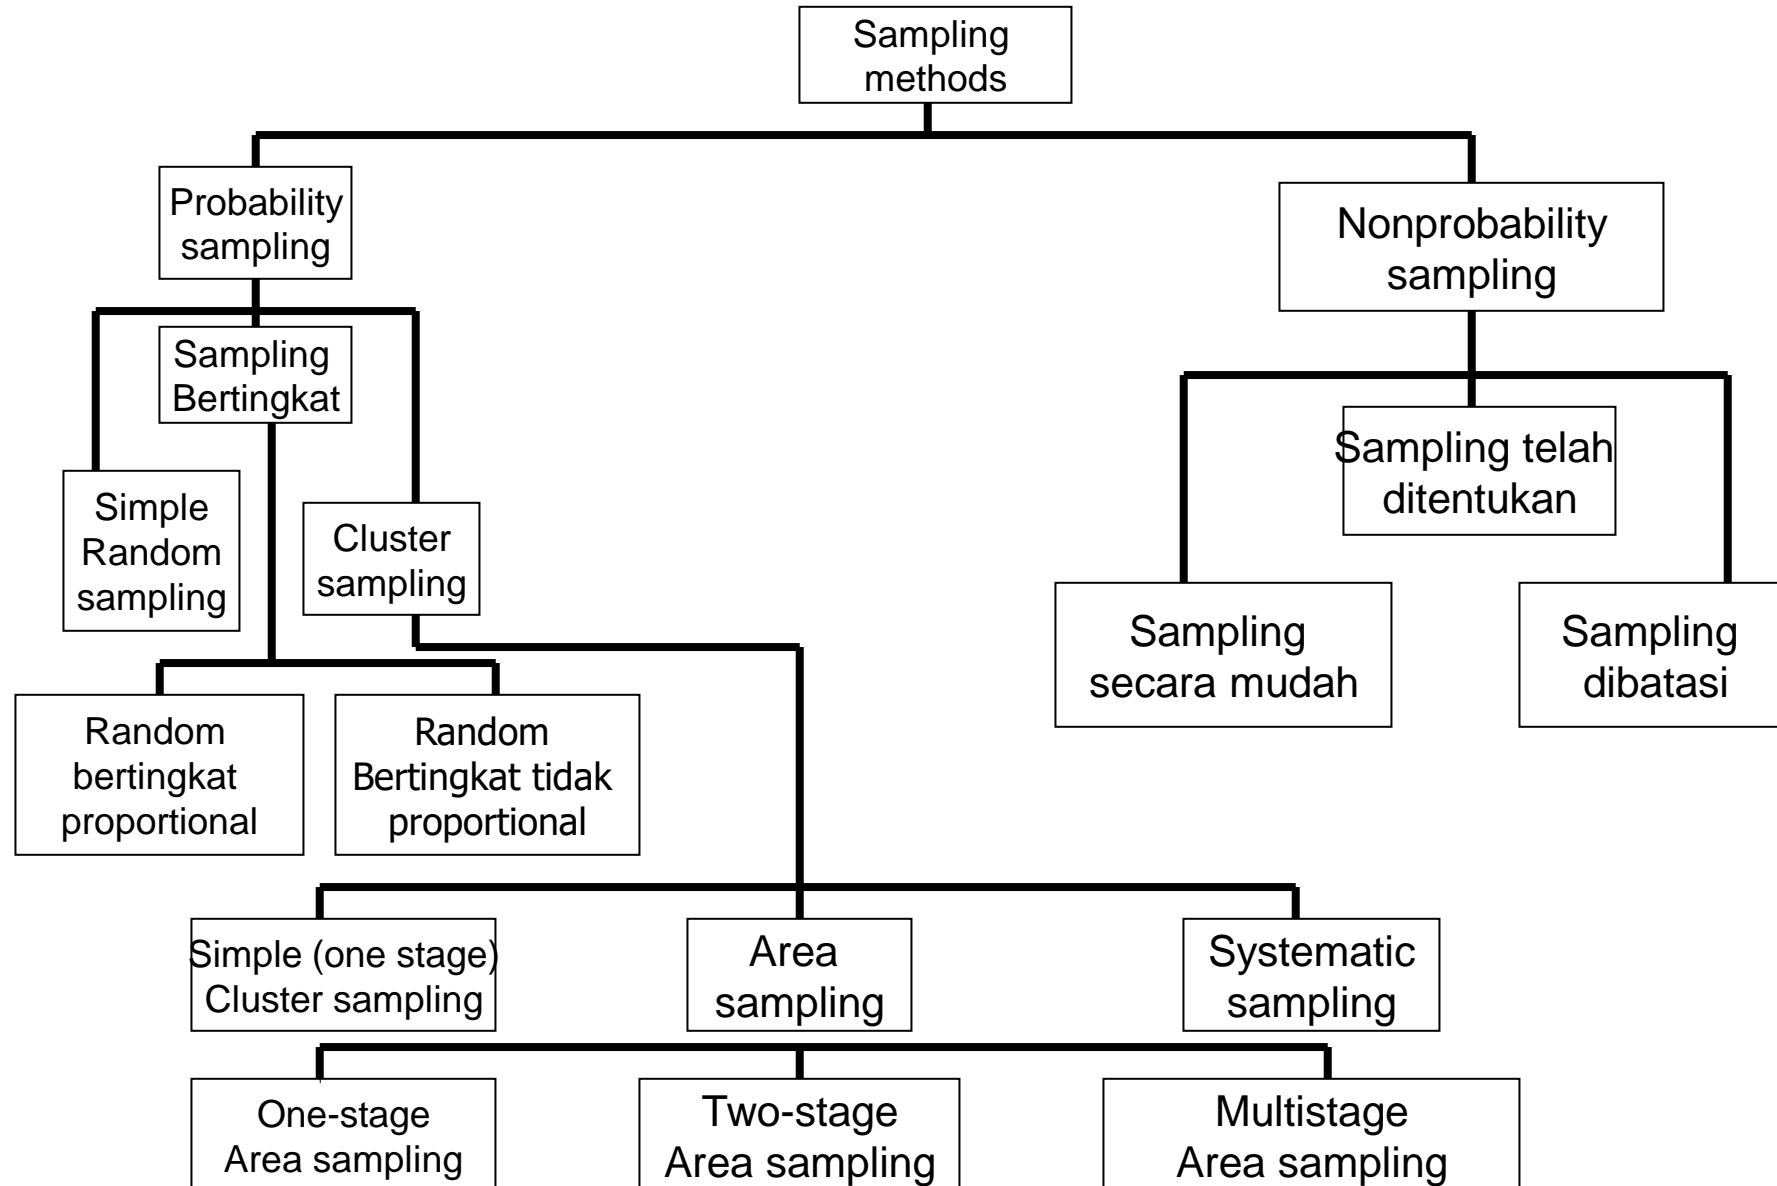 Sampling
methods
Probability
sampling
Nonprobability
sampling
Sampling
Bertingkat
Sampling telah
ditentukan
Simple
Random
sampling
Cluster
sampling
Sampling
secara mudah
Sampling
dibatasi
Random
bertingkat
proportional
Random
Bertingkat tidak
proportional
Simple (one stage)
Cluster sampling
Area
sampling
Systematic
sampling
One-stage
Area sampling
Two-stage
Area sampling
Multistage
Area sampling